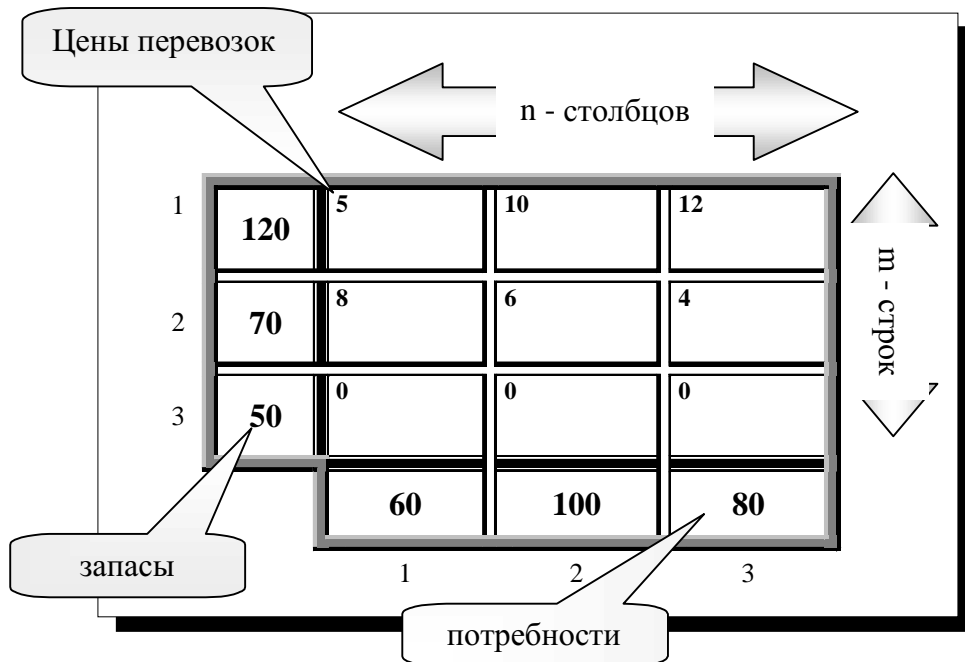 Цены перевозок
n - столбцов
1 120 5 10 12
2 70 8 6 4
m - строк
3 50 0 0 0
60 100 80
запасы
1 2 3
потребности